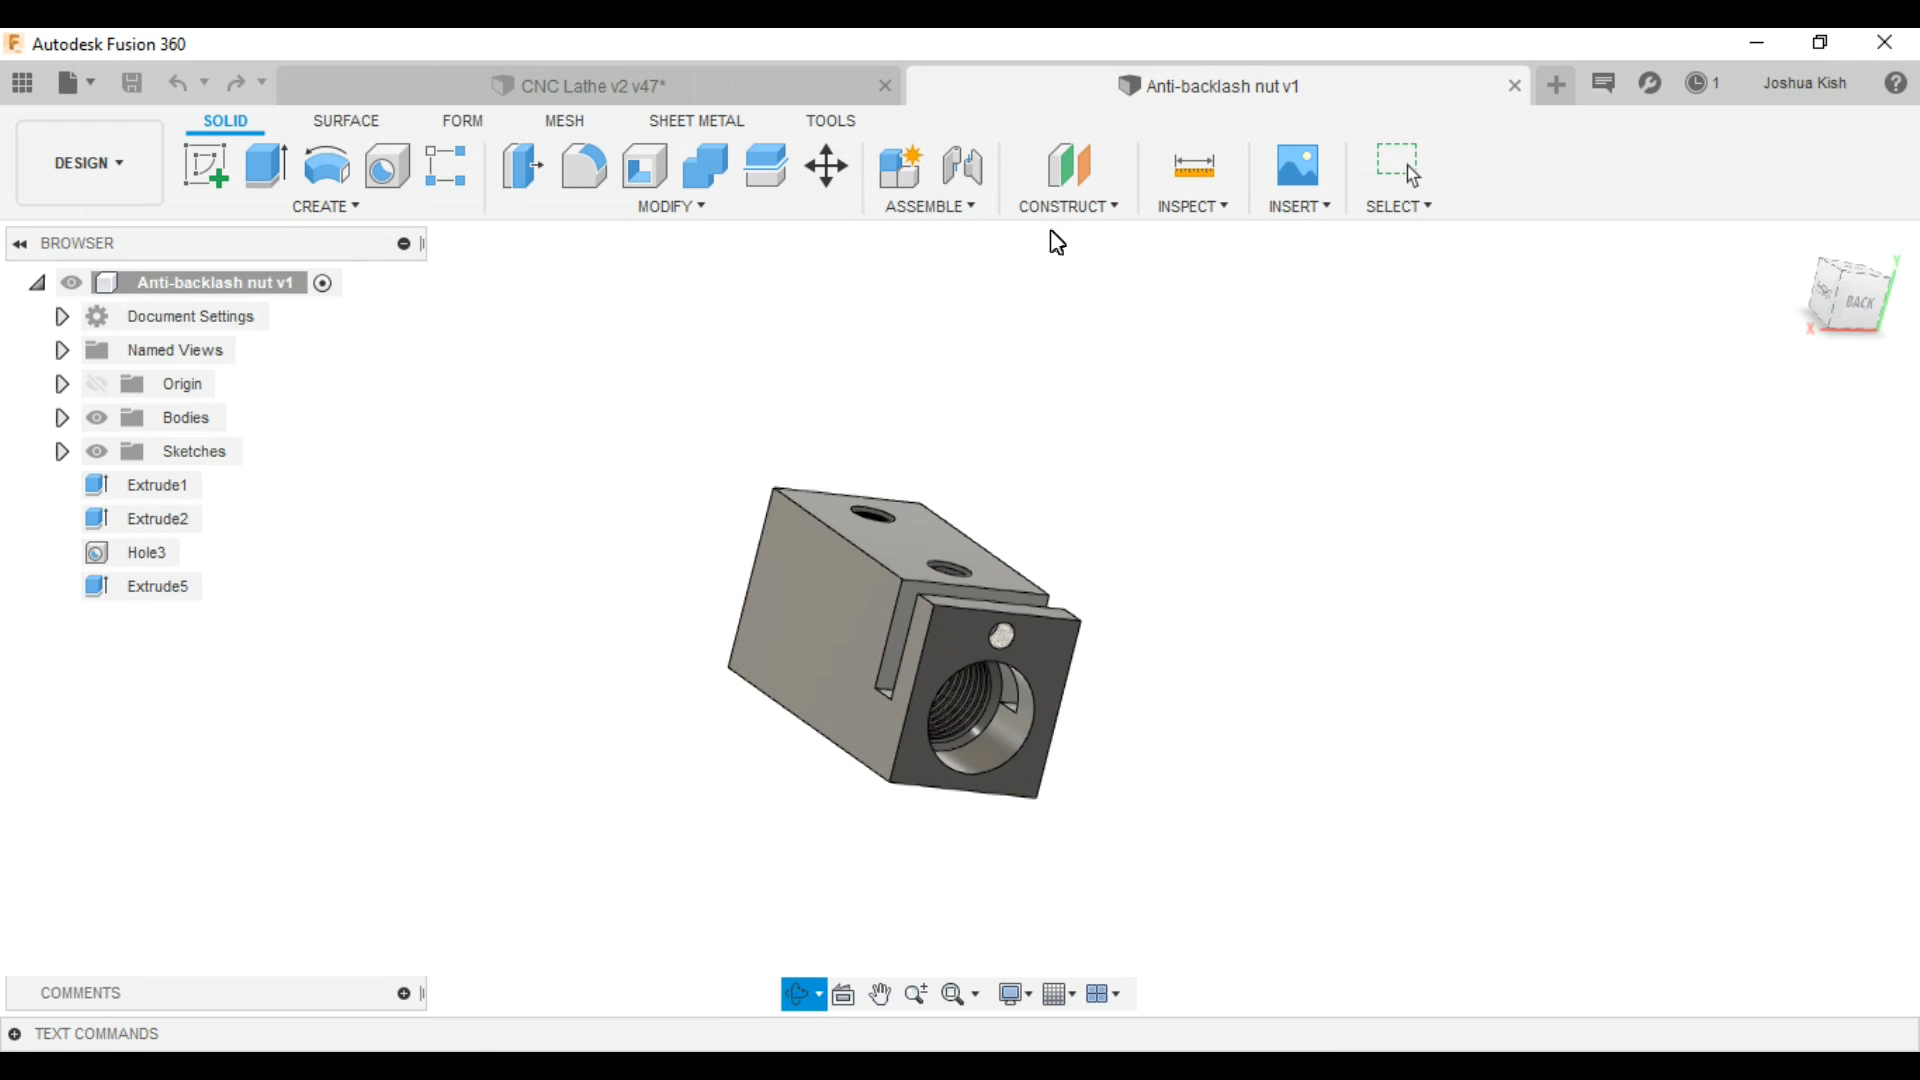 Autodesk Fusion 360
CNC Lathe v2 v47*
Anti-backlash nut v1
1
Joshua Kish
DESIGN
SOLID
SURFACE
FORM
MESH
SHEET METAL
TOOLS
CREATE
MODIFY
ASSEMBLE
CONSTRUCT
INSPECT
INSERT
SELECT
BROWSER
Anti-backlash nut v1
Document Settings
Named Views
Origin
Bodies
Sketches
Extrude1
Extrude2
Hole3
Extrude5
Y
BACK
X
COMMENTS
TEXT COMMANDS